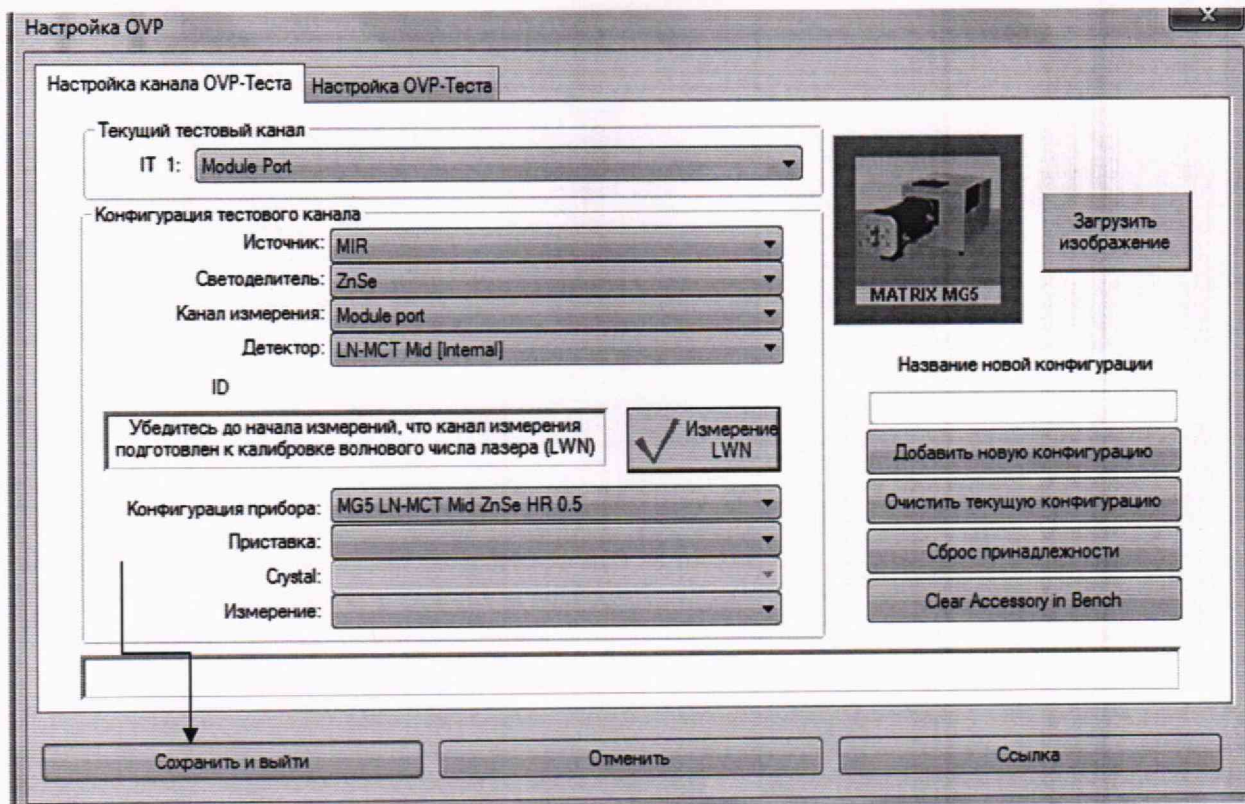 Настройка OVP
Настройка канала OVP-Теста
Настройка OVP-Теста
Текущий тестовый канал
IT 1:
Module Port
Конфигурация тестового канала
Источник:
MIR
Светоделитель:
ZnSe
Канал измерения:
Module port
Детектор:
LN-MCT Mid [Internal]
ID
Убедитесь до начала измерений, что канал измерения
подготовлен к калибровке волнового числа лазера (LWN)
Измерение
LWN
Конфигурация прибора:
MG5 LN-MCT Mid ZnSe HR 0.5
Приставка:
Crystal:
Измерение:
MATRIX MG5
Загрузить
изображение
Название новой конфигурации
Добавить новую конфигурацию
Очистить текущую конфигурацию
Сброс принадлежности
Clear Accessory in Bench
Сохранить и выйти
Отменить
Ссылка